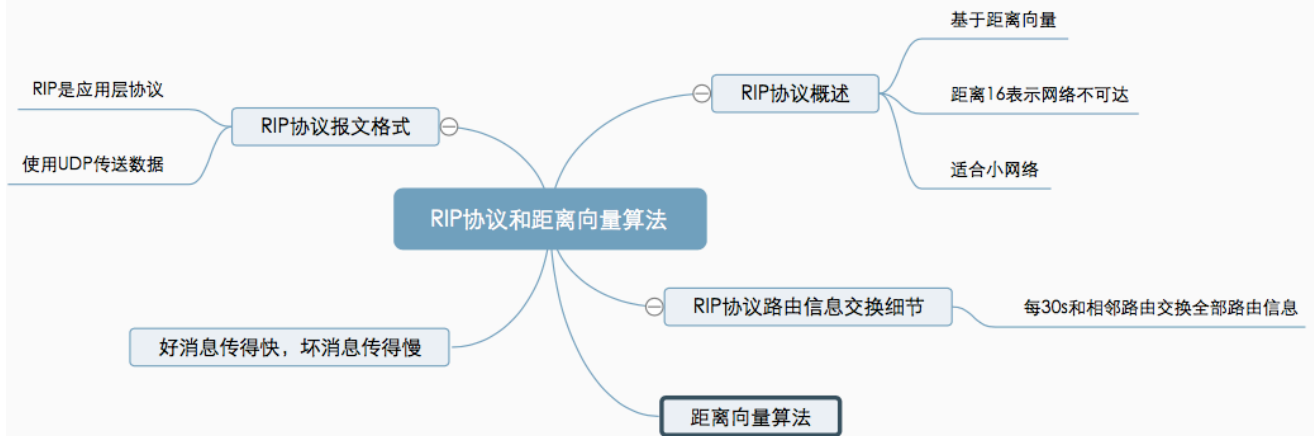 RIP协议和距离向量算法
RIP协议概述
基于距离向量
距离16表示网络不可达
适合小网络
RIP协议路由信息交换细节
每30s和相邻路由交换全部路由信息
距离向量算法
好消息传得快，坏消息传得慢
RIP协议报文格式
RIP是应用层协议
使用UDP传送数据